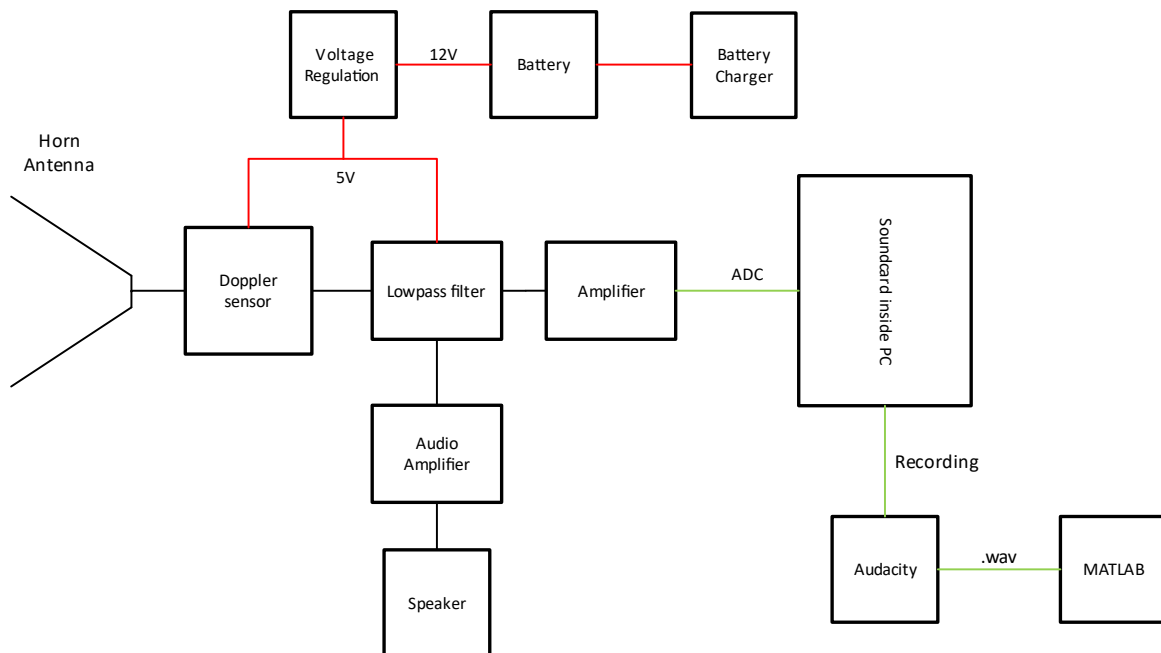 Voltage
Regulation
12V
Battery
Battery
Charger
Horn
Antenna
5V
Doppler
sensor
Lowpass filter
Amplifier
ADC
Soundcard inside PC
Audio
Amplifier
Recording
Speaker
Audacity
.wav
MATLAB